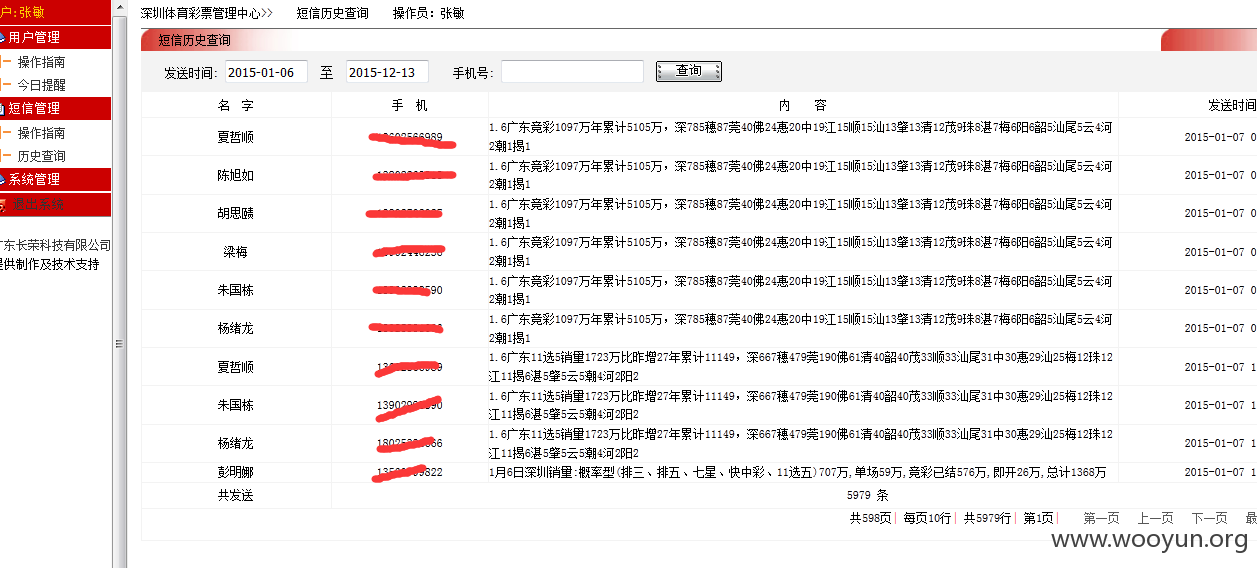 户:张敏
深圳体育彩票管理中心>> 短信历史查询 操作员：张敏
用户管理
操作指南
今日提醒
短信管理
操作指南
历史查询
系统管理
退出系统
广东长荣科技有限公司
提供制作及技术支持
短信历史查询
发送时间: 2015-01-06 至 2015-12-13 手机号: 查询
名 字 手 机 内 容 发送时间
夏哲顺 1.6广东竞彩1097万年累计5105万，深785穗87莞40佛24惠20中19江15顺15汕13肇13清12茂9珠8湛7梅6阳6韶5汕尾5云4河 2015-01-07 0
2潮1揭1
陈旭如 1.6广东竞彩1097万年累计5105万，深785穗87莞40佛24惠20中19江15顺15汕13肇13清12茂9珠8湛7梅6阳6韶5汕尾5云4河 2015-01-07 0
2潮1揭1
胡思赜 1.6广东竞彩1097万年累计5105万，深785穗87莞40佛24惠20中19江15顺15汕13肇13清12茂9珠8湛7梅6阳6韶5汕尾5云4河 2015-01-07 0
2潮1揭1
梁梅 1.6广东竞彩1097万年累计5105万，深785穗87莞40佛24惠20中19江15顺15汕13肇13清12茂9珠8湛7梅6阳6韶5汕尾5云4河 2015-01-07 0
2潮1揭1
朱国栋 1.6广东竞彩1097万年累计5105万，深785穗87莞40佛24惠20中19江15顺15汕13肇13清12茂9珠8湛7梅6阳6韶5汕尾5云4河 2015-01-07 0
2潮1揭1
杨绪龙 1.6广东竞彩1097万年累计5105万，深785穗87莞40佛24惠20中19江15顺15汕13肇13清12茂9珠8湛7梅6阳6韶5汕尾5云4河 2015-01-07 0
2潮1揭1
夏哲顺 1.6广东11选5销量1723万比昨增27年累计11149，深667穗479莞190佛61清40韶40茂33顺33汕尾31中30惠29汕25梅12珠12 2015-01-07 1
江11揭6湛5肇5云5潮4河2阳2
朱国栋 1.6广东11选5销量1723万比昨增27年累计11149，深667穗479莞190佛61清40韶40茂33顺33汕尾31中30惠29汕25梅12珠12 2015-01-07 1
江11揭6湛5肇5云5潮4河2阳2
杨绪龙 1.6广东11选5销量1723万比昨增27年累计11149，深667穗479莞190佛61清40韶40茂33顺33汕尾31中30惠29汕25梅12珠12 2015-01-07 1
江11揭6湛5肇5云5潮4河2阳2
彭明娜 1月6日深圳销量:概率型(排三、排五、七星、快中彩、11选五)707万,单场59万,竞彩已结576万,即开26万,总计1368万 2015-01-07 1
共发送 5979 条
共598页| 每页10行| 共5979行| 第1页| 第一页 上一页 下一页 最
www.wooyun.org